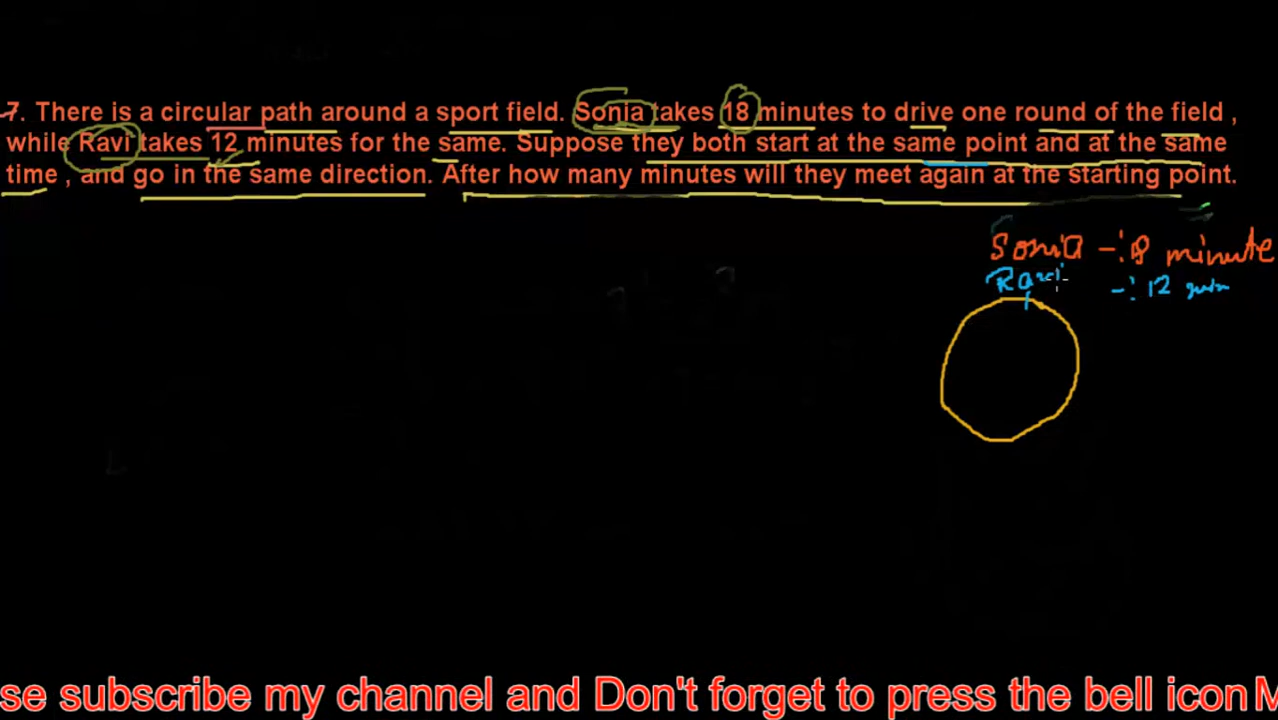 7. There is a circular path around a sport field. Sonia takes 18 minutes to drive one round of the field ,
while Ravi takes 12 minutes for the same. Suppose they both start at the same point and at the same
time , and go in the same direction. After how many minutes will they meet again at the starting point.
Sonia - 18 minute
Ravi - 12 min
se subscribe my channel and Don't forget to press the bell icon M